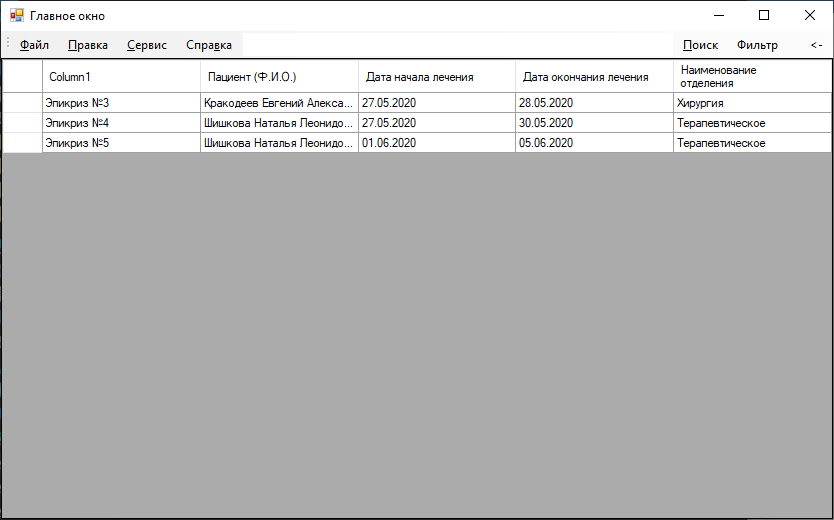 Главное окно
Файл Правка Сервис Справка Поиск Фильтр <-
Column1 Пациент (Ф.И.О.) Дата начала лечения Дата окончания лечения Наименование
отделения
Эпикриз №3 Кракодеев Евгений Алекса... 27.05.2020 28.05.2020 Хирургия
Эпикриз №4 Шишкова Наталья Леонидо... 27.05.2020 30.05.2020 Терапевтическое
Эпикриз №5 Шишкова Наталья Леонидо... 01.06.2020 05.06.2020 Терапевтическое